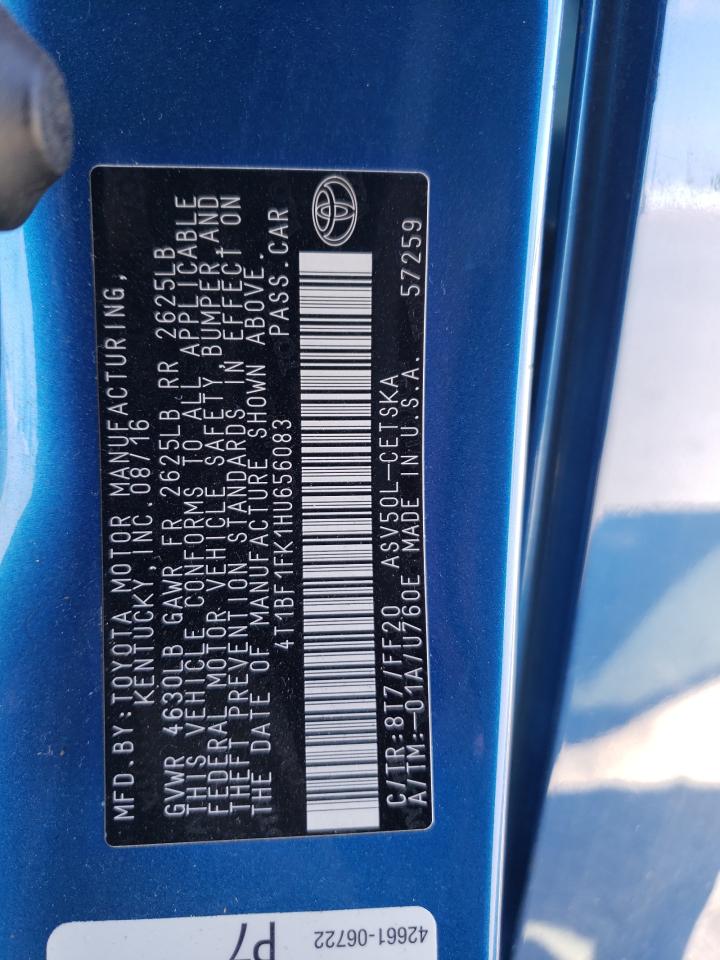 MFD.BY:TOYOTA MOTOR MANUFACTURING,
KENTUCKY, INC. 08/16
GVWR 4630LB GAWR FR 2625LB RR 2625LB
THIS VEHICLE CONFORMS TO ALL APPLICABLE
FEDERAL MOTOR VEHICLE SAFETY, BUMPER, AND
THEFT PREVENTION STANDARDS IN EFFECT ON
THE DATE OF MANUFACTURE SHOWN ABOVE.
4T1BF1FK1HU656083 PASS.CAR
C/TR:8T7/FF20 ASV50L-CETSKA
A/TM:-01A/U760E MADE IN U.S.A. 57259
42661-06722
P7